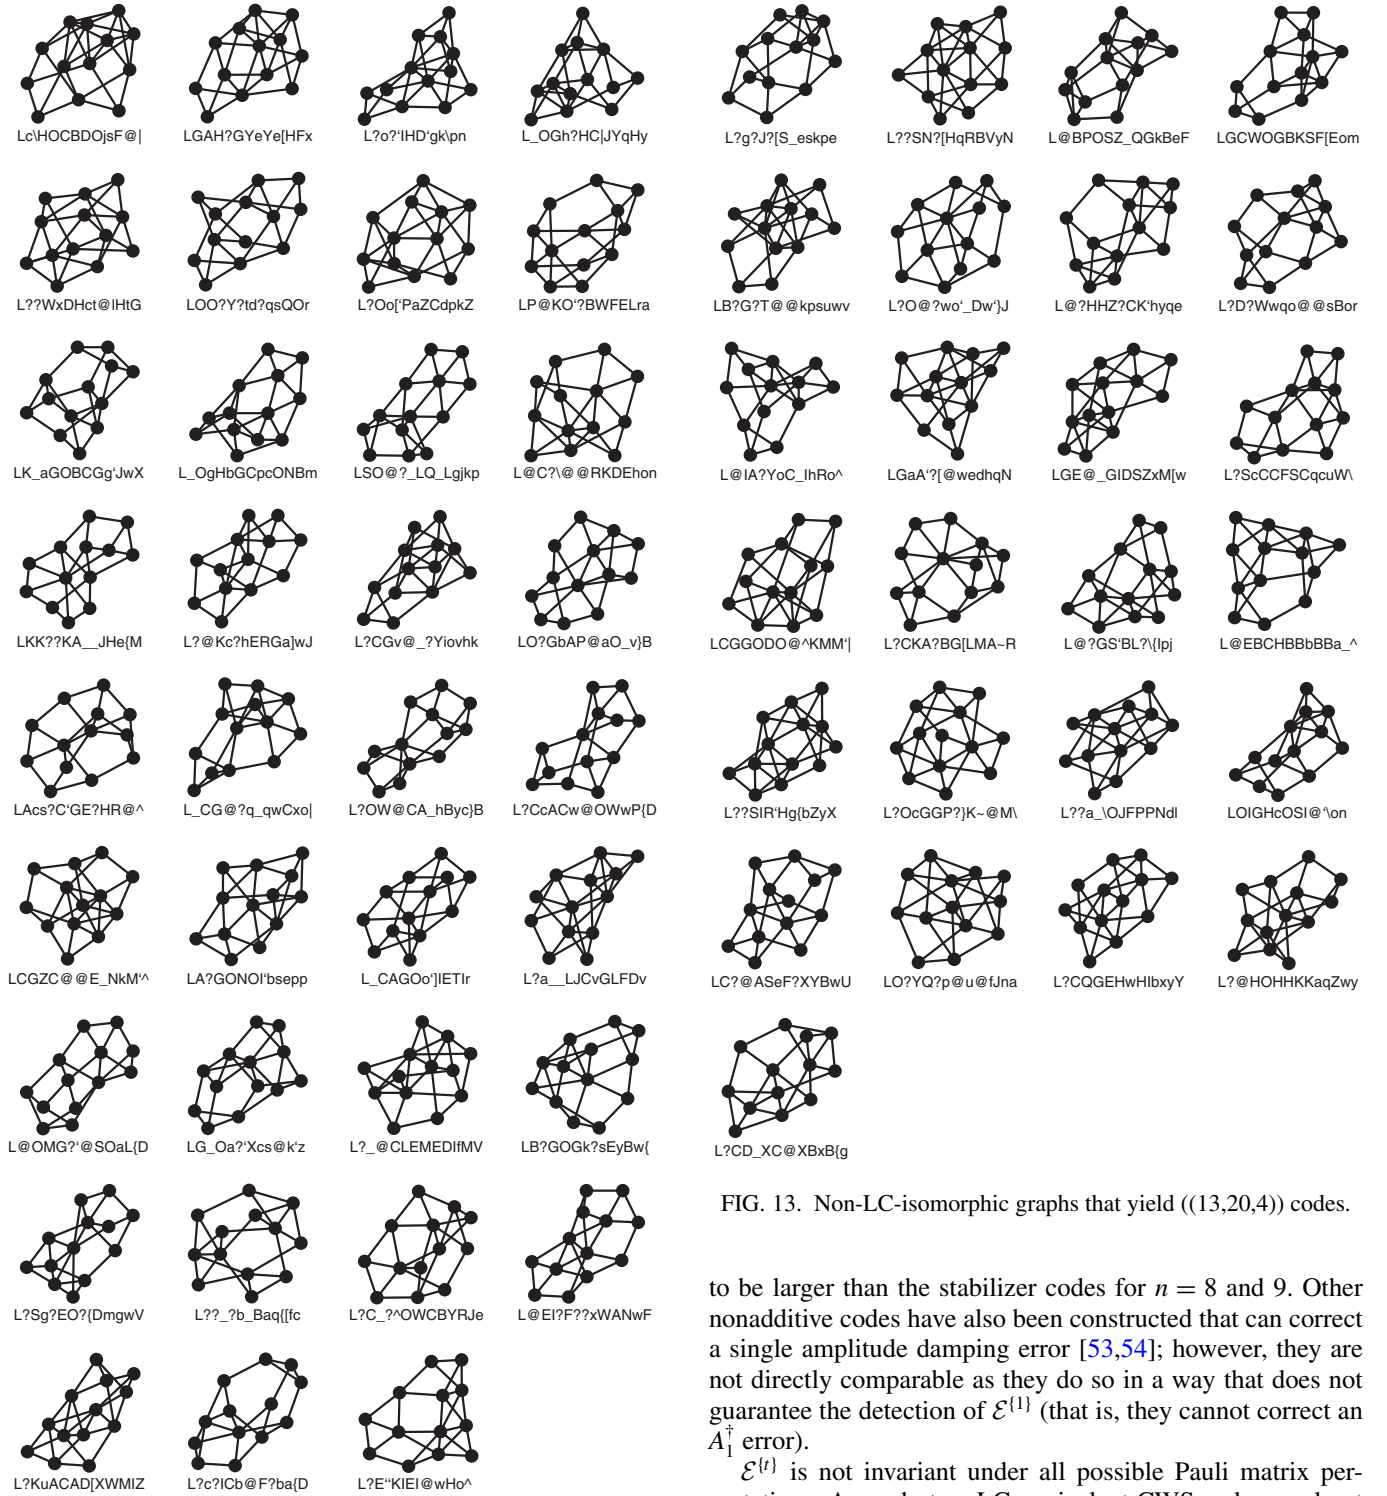 Lc\HOCBDOjsF@|
LGAH?GYeYe[HFx
L?o?‘IHD‘gk\pn
L_OGh?HC|JYqHy
L??WxDHct@IHtG
LOO?Y?td?qsQOr
L?Oo[‘PaZCdpkZ
LP@KO‘?BWFELra
LK_aGOBCGg‘JwX
L_OgHbGCpcONBm
LSO@?_LQ_Lgjkp
L@C?\@@RKDEhon
LKK??KA__JHe{M
L?@Kc?hERGa]wJ
L?CGv@_?Yiovhk
LO?GbAP@aO_v}B
LAcs?C‘GE?HR@^
L_CG@?q_qwCxo|
L?OW@CA_hByc}B
L?CcACw@OWwP{D
LCGZC@@E_NkM‘^
LA?GONOI‘bsepp
L_CAGOo‘]IETIr
L?a__LJCvGLFDv
L@OMG?‘@SOaL{D
LG_Oa?‘Xcs@k‘z
L?_@CLEMEDIfMV
LB?GOGk?sEyBw{
L?Sg?EO?{DmgwV
L??_?b_Baq{[fc
L?C_?^OWCBYRJe
L@EI?F??xWANwF
L?KuACAD[XWMIZ
L?c?ICb@F?ba{D
L?E“KIEI@wHo^
L?g?J?[S_eskpe
L??SN?[HqRBVyN
L@BPOSZ_QGkBeF
LGCWOGBKSF[Eom
LB?G?T@@kpsuwv
L?O@?wo‘_Dw‘}J
L@?HHZ?CK‘hyqe
L?D?Wwqo@@sBor
L@IA?YoC_IhRo^
LGaA‘?[@wedhqN
LGE@_GIDSZxM[w
L?ScCCFSCqcuW\
LCGGODO@^KMM‘|
L?CKA?BG[LMA~R
L@?GS‘BL?\{Ipj
L@EBCHBBbBBa_^
L??SIR‘Hg{bZyX
L?OcGGP?}K~@M\
L??a_\OJFPPNdl
LOIGHcOSI@‘\on
LC?@ASeF?XYBwU
LO?YQ?p@u@fJna
L?CQGEHwHIbxyY
L?@HOHHKKaqZwy
L?CD_XC@XBxB{g
FIG. 13. Non-LC-isomorphic graphs that yield ((13,20,4)) codes.
to be larger than the stabilizer codes for n = 8 and 9. Other
nonadditive codes have also been constructed that can correct
a single amplitude damping error [53,54]; however, they are
not directly comparable as they do so in a way that does not
guarantee the detection of ℰ^{{1}} (that is, they cannot correct an
A₁† error).
ℰ^{{t}} is not invariant under all possible Pauli matrix per-